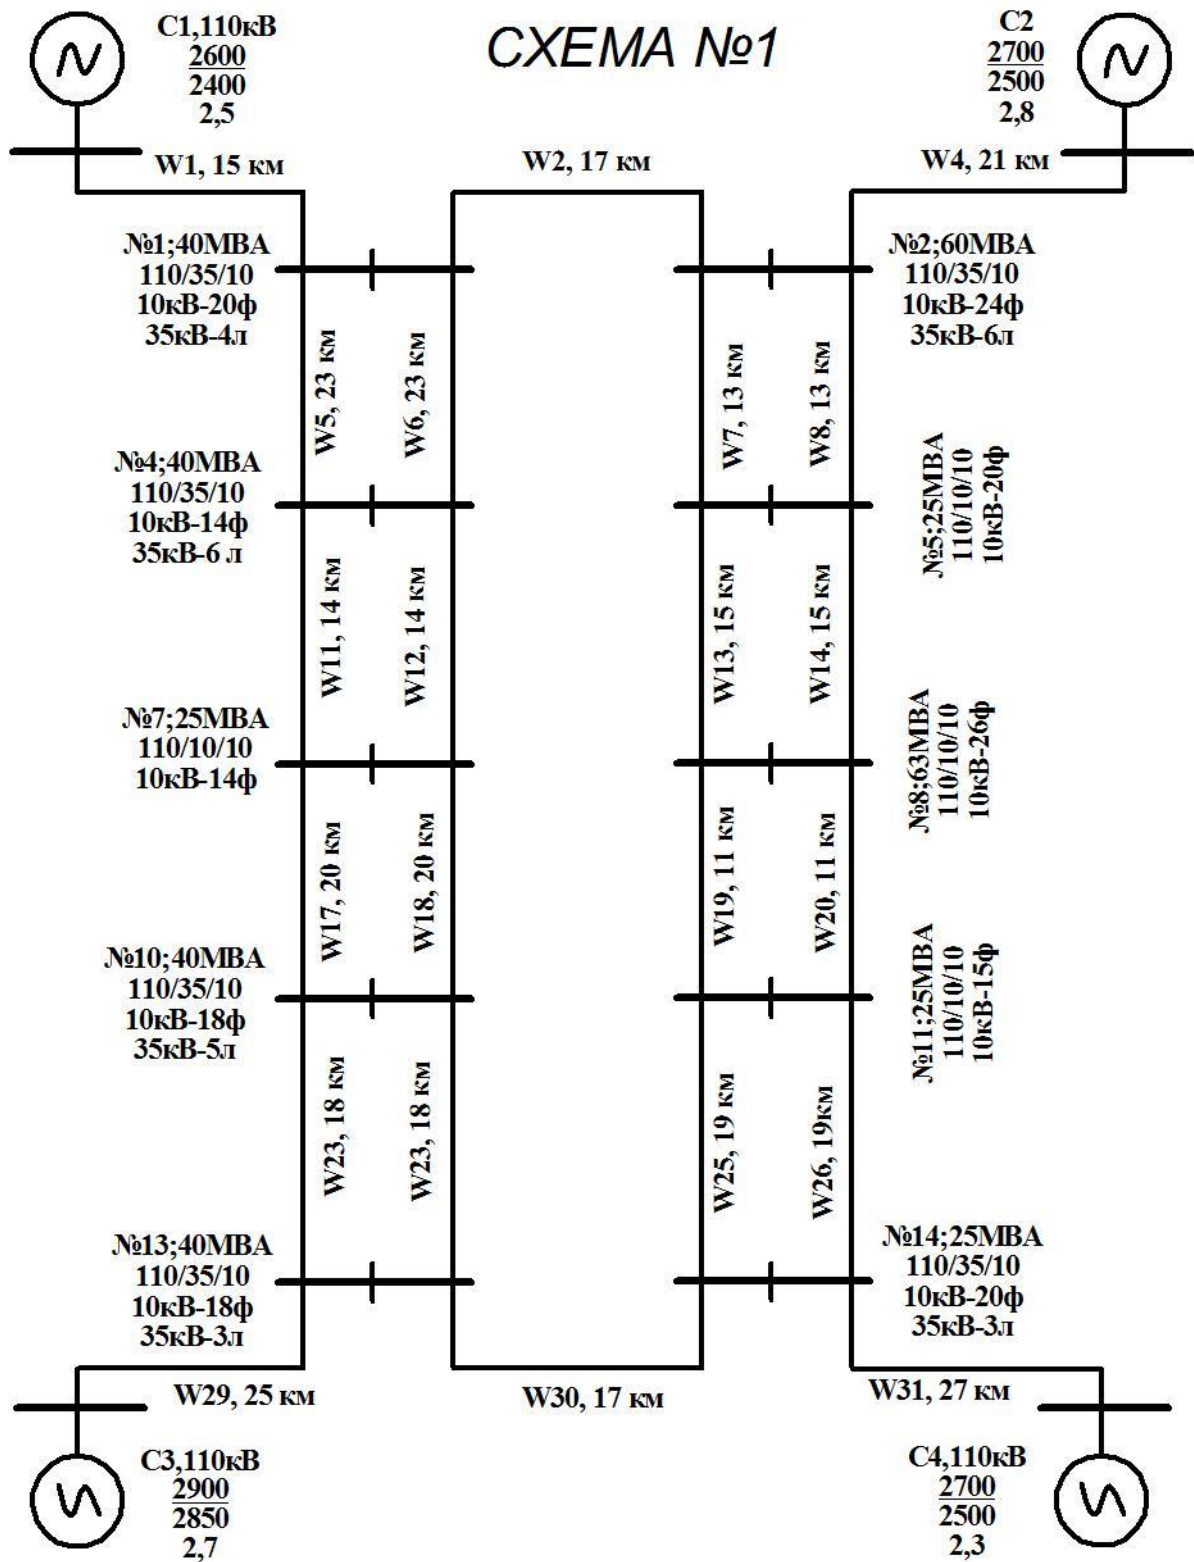 СХЕМА №1
С1,110кВ
2600
2400
2,5
С2
2700
2500
2,8
W1, 15 км
W2, 17 км
W4, 21 км
№1;40МВА
110/35/10
10кВ-20ф
35кВ-4л
№2;60МВА
110/35/10
10кВ-24ф
35кВ-6л
W5, 23 км
W6, 23 км
W7, 13 км
W8, 13 км
№4;40МВА
110/35/10
10кВ-14ф
35кВ-6 л
№5;25МВА
110/10/10
10кВ-20ф
W11, 14 км
W12, 14 км
W13, 15 км
W14, 15 км
№7;25МВА
110/10/10
10кВ-14ф
№8;63МВА
110/10/10
10кВ-26ф
W17, 20 км
W18, 20 км
W19, 11 км
W20, 11 км
№10;40МВА
110/35/10
10кВ-18ф
35кВ-5л
№11;25МВА
110/10/10
10кВ-15ф
W23, 18 км
W23, 18 км
W25, 19 км
W26, 19км
№13;40МВА
110/35/10
10кВ-18ф
35кВ-3л
№14;25МВА
110/35/10
10кВ-20ф
35кВ-3л
W29, 25 км
W30, 17 км
W31, 27 км
С3,110кВ
2900
2850
2,7
С4,110кВ
2700
2500
2,3